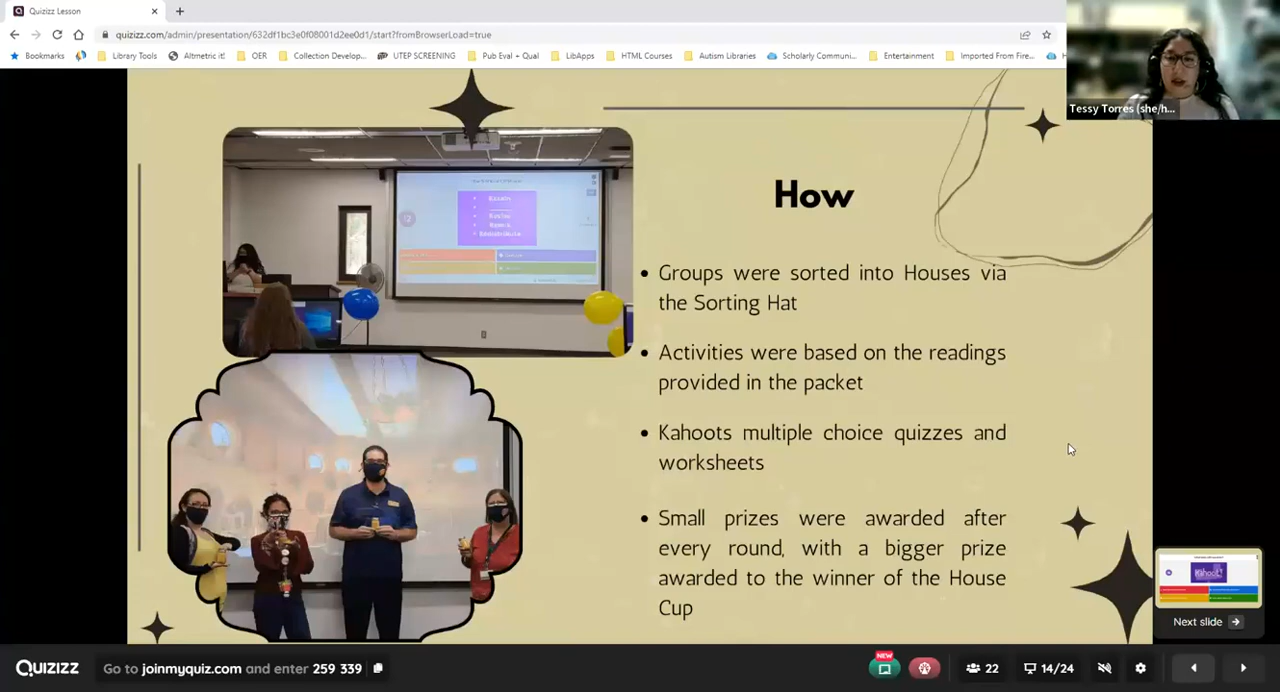 Quizizz Lesson
quizizz.com/admin/presentation/632df1bc3e0f08001d2ee0d1/start?fromBrowserLoad=true
Bookmarks Library Tools Altmetric it! OER Collection Develop... UTEP SCREENING Pub Eval + Qual LibApps HTML Courses Autism Libraries Scholarly Communi... Entertainment Imported From Fire...
Tessy Torres (she/h...
How
Groups were sorted into Houses via
the Sorting Hat
Activities were based on the readings
provided in the packet
Kahoots multiple choice quizzes and
worksheets
Small prizes were awarded after
every round, with a bigger prize
awarded to the winner of the House
Cup
12
Kahoot!
Next slide
QUIZIZZ Go to joinmyquiz.com and enter 259 339
NEW
22 14/24